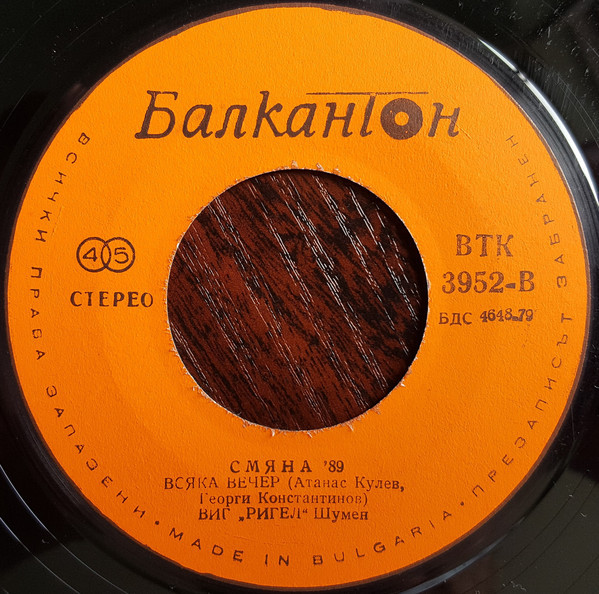 Балкантон
ВСИЧКИ ПРАВА ЗАПАЗЕНИ · MADE IN BULGARIA · ПРЕЗАПИСЪТ ЗАБРАНЕН
45
СТЕРЕО
ВТК
3952-В
БДС 4648-79
СМЯНА '89
ВСЯКА ВЕЧЕР (Атанас Кулев,
Георги Константинов)
ВИГ „РИГЕЛ" Шумен